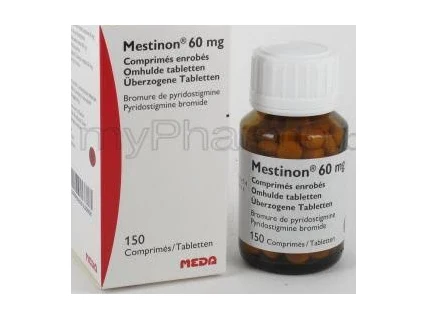 Mestinon® 60 mg
Comprimés enrobés
Omhulde tabletten
Überzogene Tabletten
Bromure de pyridostigmine
Pyridostigmine bromide
150
Comprimés/Tabletten
MEDA
Mestinon® 60 mg
Comprimés enrobés
Omhulde tabletten
Überzogene Tabletten
Bromure de pyridostigmine
Pyridostigmine bromide
150 Comprimés/Tabletten